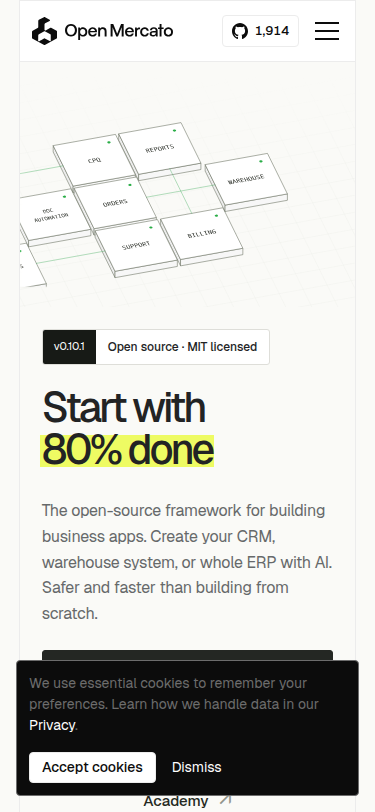 Open Mercato
1,914
CPQ
REPORTS
WAREHOUSE
DOC
AUTOMATION
ORDERS
SUPPORT
BILLING
v0.10.1
Open source · MIT licensed
Start with
80% done
The open-source framework for building
business apps. Create your CRM,
warehouse system, or whole ERP with AI.
Safer and faster than building from
scratch.
We use essential cookies to remember your
preferences. Learn how we handle data in our
Privacy.
Accept cookies
Dismiss
Academy